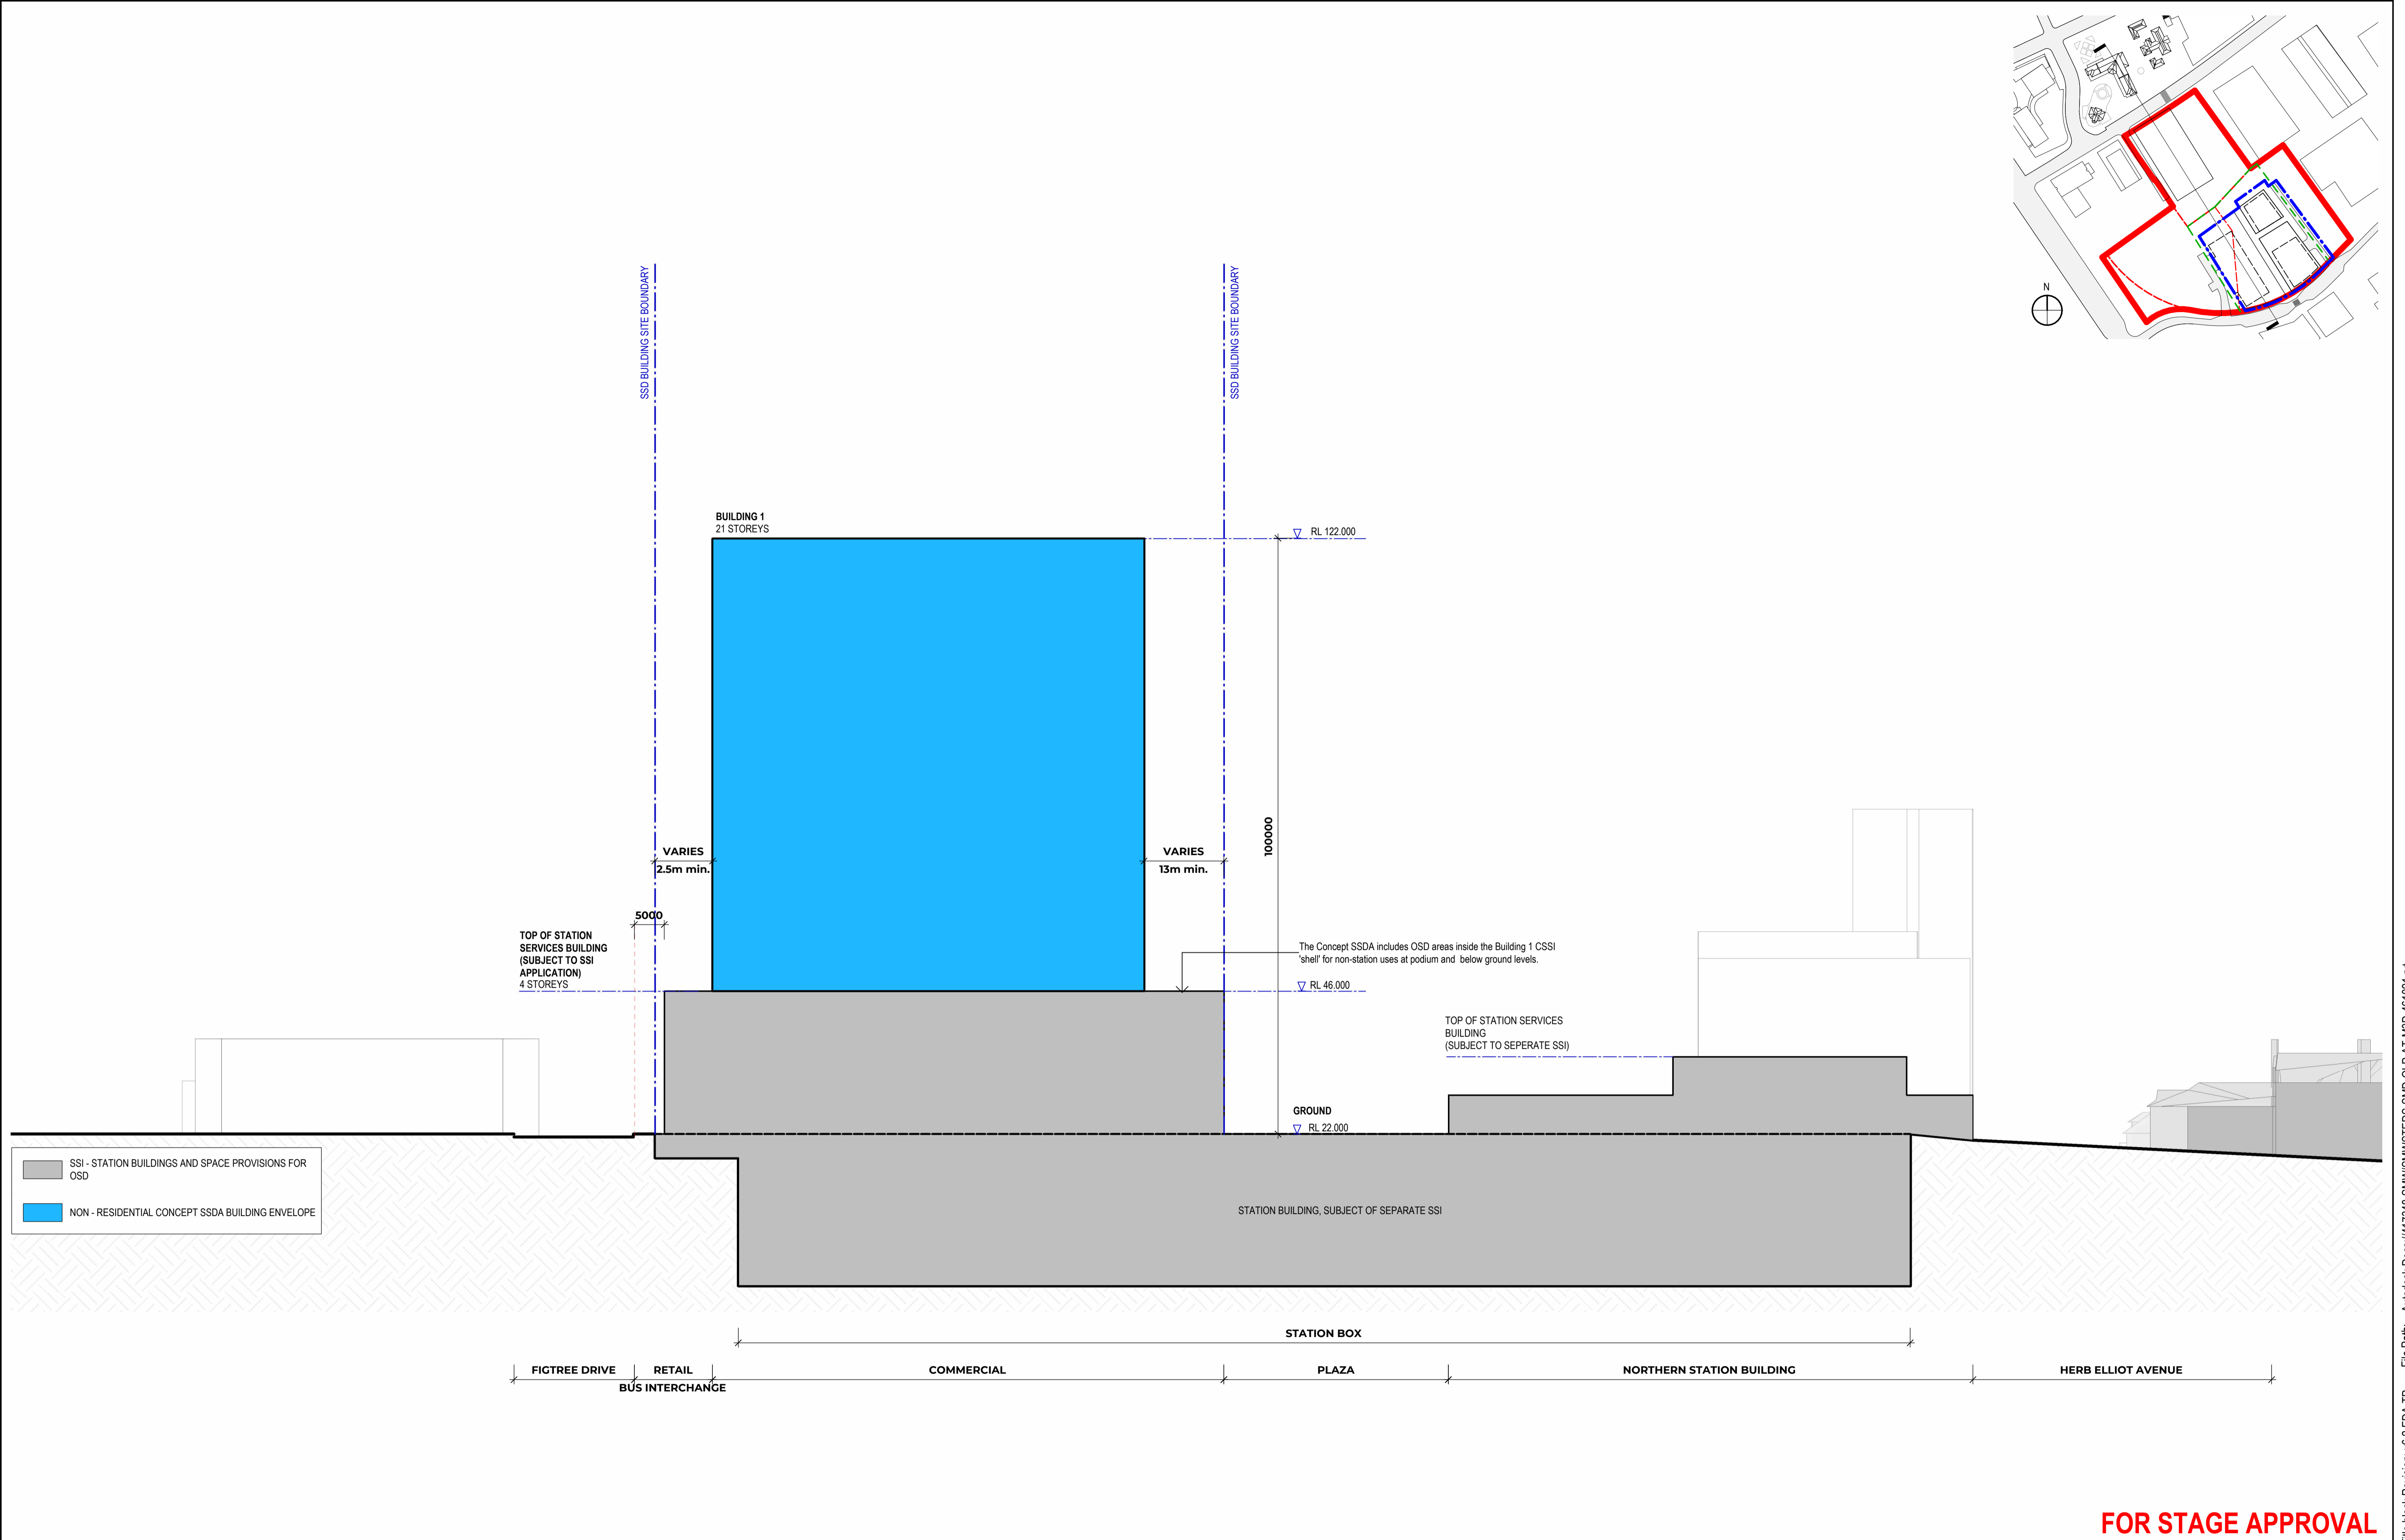 N
SSD BUILDING SITE BOUNDARY
SSD BUILDING SITE BOUNDARY
BUILDING 1
21 STOREYS
RL 122.000
100000
VARIES
2.5m min.
VARIES
13m min.
5000
TOP OF STATION
SERVICES BUILDING
(SUBJECT TO SSI
APPLICATION)
4 STOREYS
The Concept SSDA includes OSD areas inside the Building 1 CSSI
'shell' for non-station uses at podium and below ground levels.
RL 46.000
TOP OF STATION SERVICES
BUILDING
(SUBJECT TO SEPERATE SSI)
GROUND
RL 22.000
SSI - STATION BUILDINGS AND SPACE PROVISIONS FOR
OSD
NON - RESIDENTIAL CONCEPT SSDA BUILDING ENVELOPE
STATION BUILDING, SUBJECT OF SEPARATE SSI
STATION BOX
FIGTREE DRIVE
RETAIL
COMMERCIAL
PLAZA
NORTHERN STATION BUILDING
HERB ELLIOT AVENUE
BUS INTERCHANGE
FOR STAGE APPROVAL